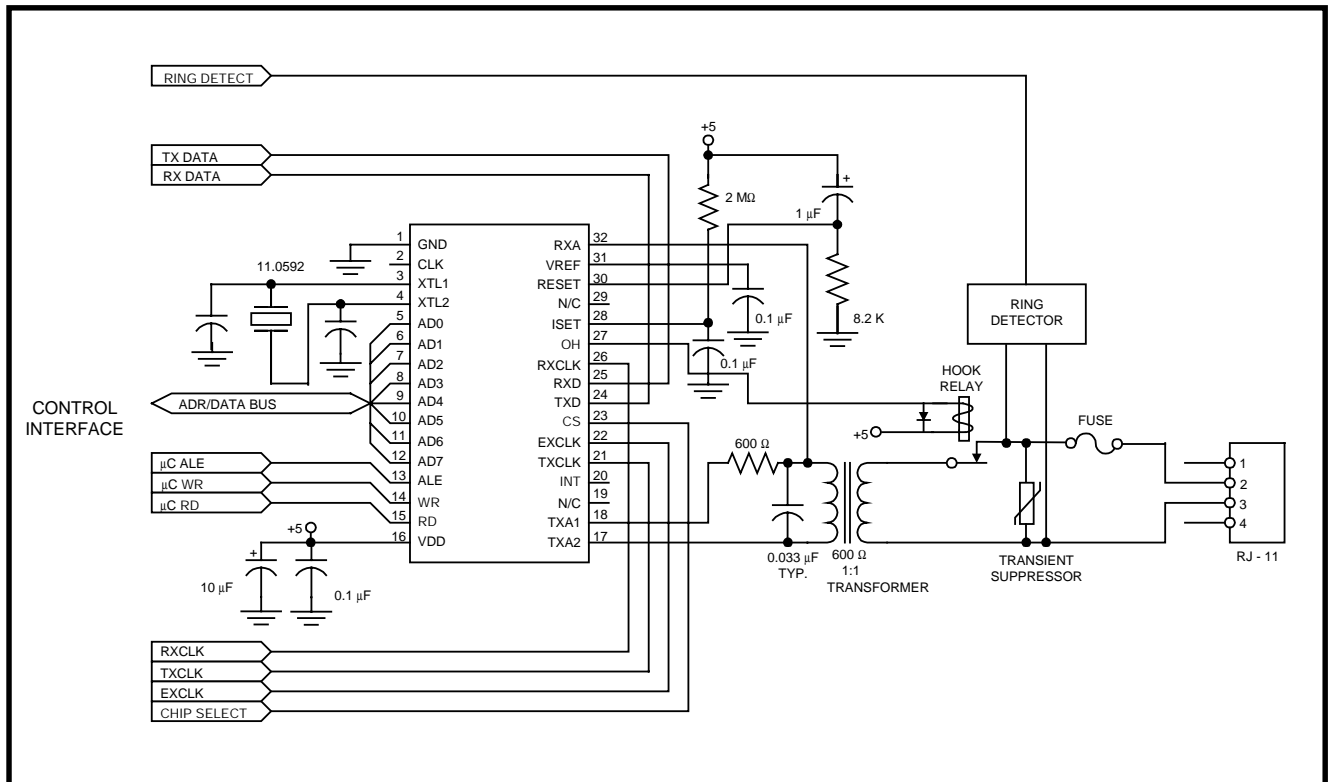 RING DETECT
TX DATA
RX DATA
+5
2 MΩ
+
1 µF
8.2 K
0.1 µF
0.1 µF
11.0592
1 GND
2 CLK
3 XTL1
4 XTL2
5 AD0
6 AD1
7 AD2
8 AD3
9 AD4
10 AD5
11 AD6
12 AD7
13 ALE
14 WR
15 RD
16 VDD
RXA 32
VREF 31
RESET 30
N/C 29
ISET 28
OH 27
RXCLK 26
RXD 25
TXD 24
CS 23
EXCLK 22
TXCLK 21
INT 20
N/C 19
TXA1 18
TXA2 17
CONTROL
INTERFACE
ADR/DATA BUS
µC ALE
µC WR
µC RD
+5
+
10 µF
0.1 µF
RING
DETECTOR
HOOK
RELAY
+5
600 Ω
0.033 µF
TYP.
600 Ω
1:1
TRANSFORMER
FUSE
TRANSIENT
SUPPRESSOR
1
2
3
4
RJ - 11
RXCLK
TXCLK
EXCLK
CHIP SELECT